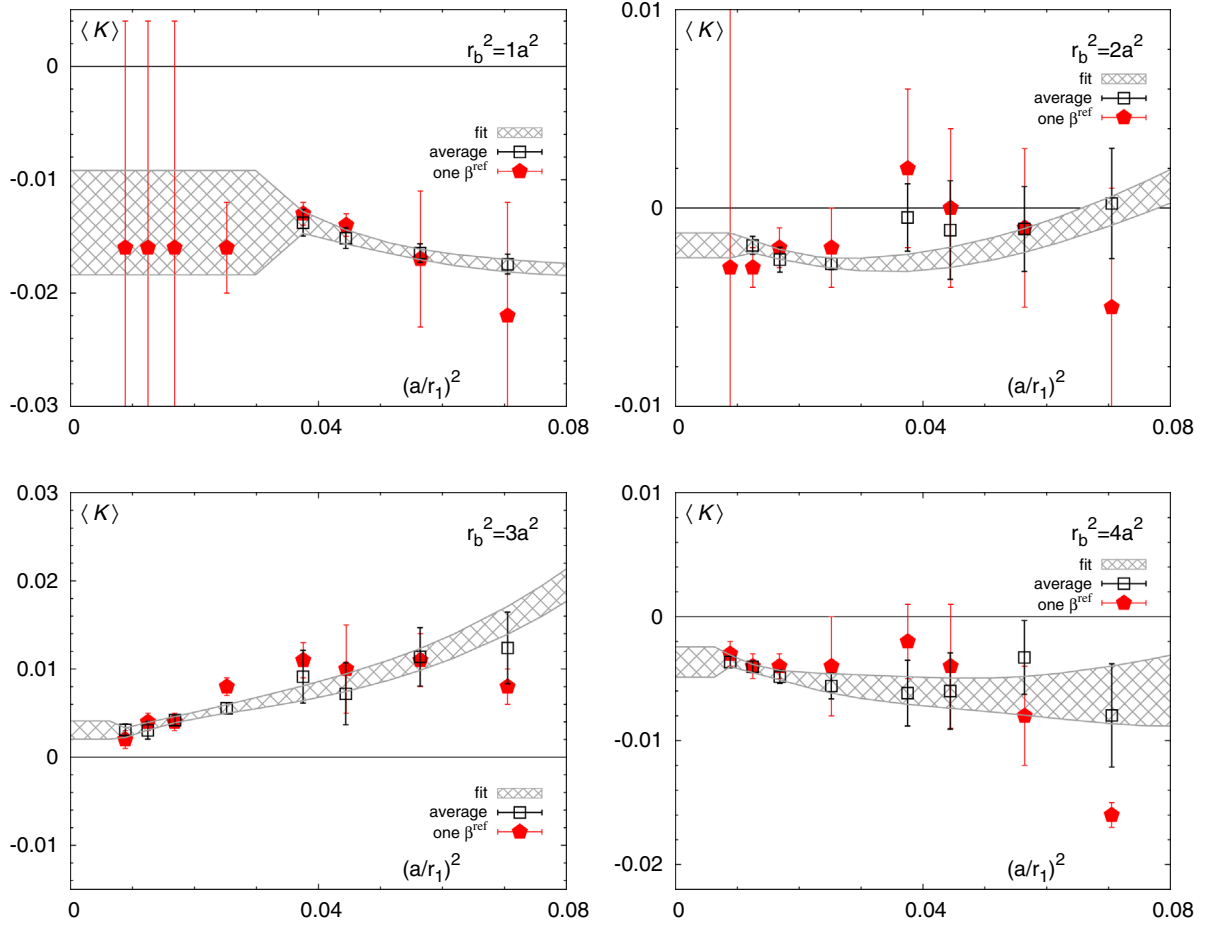 ⟨K⟩
r_b^2=1a^2
fit
average
one β^ref
(a/r_1)^2
0
-0.01
-0.02
-0.03
0 0.04 0.08
0.01
⟨K⟩
r_b^2=2a^2
fit
average
one β^ref
(a/r_1)^2
0
-0.01
0 0.04 0.08
0.03
⟨K⟩
r_b^2=3a^2
0.02
0.01
0
-0.01
fit
average
one β^ref
(a/r_1)^2
0 0.04 0.08
0.01
⟨K⟩
r_b^2=4a^2
fit
average
one β^ref
0
-0.01
-0.02
(a/r_1)^2
0 0.04 0.08